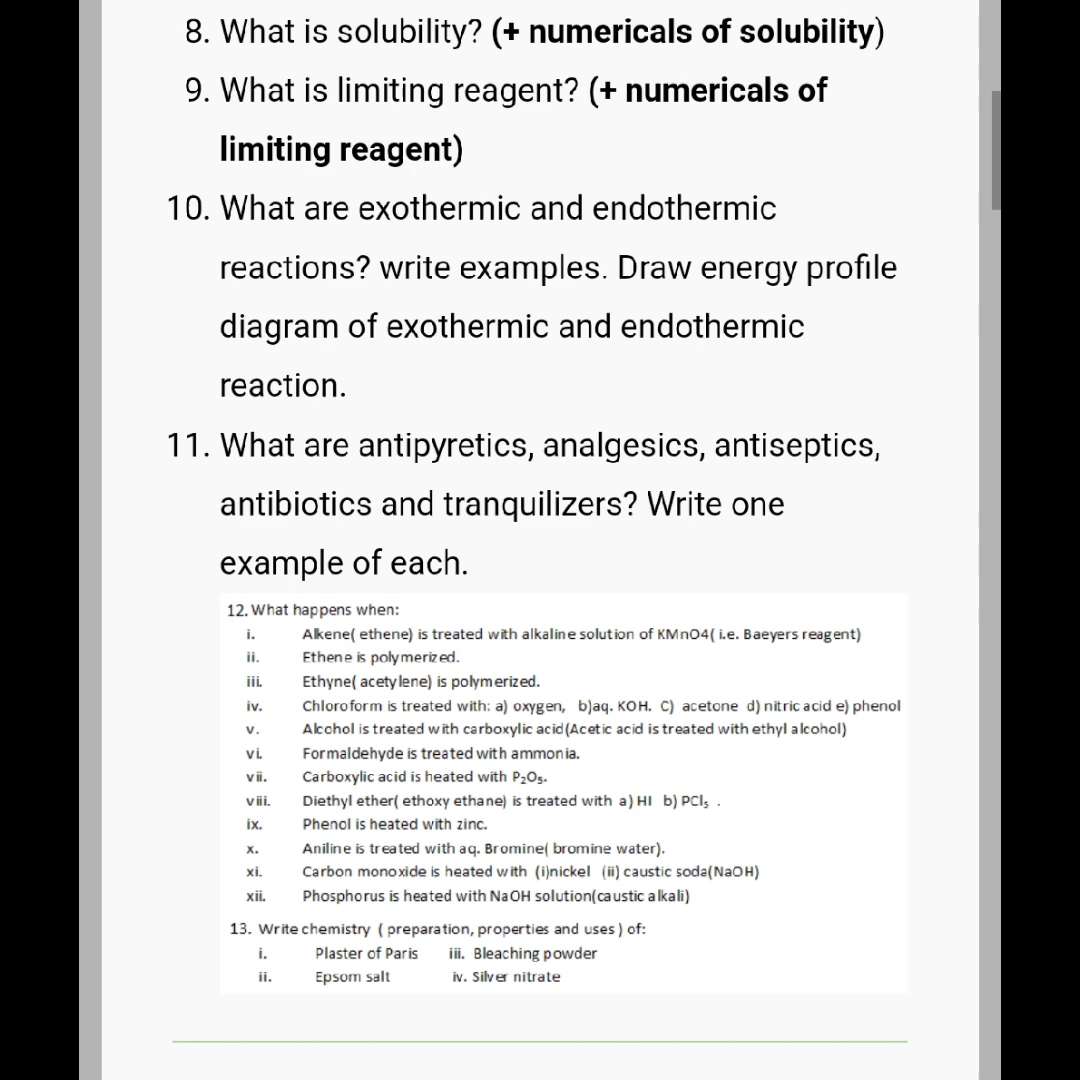 8. What is solubility? (+ numericals of solubility)
9. What is limiting reagent? (+ numericals of
limiting reagent)
10. What are exothermic and endothermic
reactions? write examples. Draw energy profile
diagram of exothermic and endothermic
reaction.
11. What are antipyretics, analgesics, antiseptics,
antibiotics and tranquilizers? Write one
example of each.
12. What happens when:
i. Alkene( ethene) is treated with alkaline solution of KMnO4( i.e. Baeyers reagent)
ii. Ethene is polymerized.
iii. Ethyne( acetylene) is polymerized.
iv. Chloroform is treated with: a) oxygen, b)aq. KOH. C) acetone d) nitric acid e) phenol
v. Alcohol is treated with carboxylic acid(Acetic acid is treated with ethyl alcohol)
vi. Formaldehyde is treated with ammonia.
vii. Carboxylic acid is heated with P₂O₅.
viii. Diethyl ether( ethoxy ethane) is treated with a) HI b) PCl₅ .
ix. Phenol is heated with zinc.
x. Aniline is treated with aq. Bromine( bromine water).
xi. Carbon monoxide is heated with (i)nickel (ii) caustic soda(NaOH)
xii. Phosphorus is heated with NaOH solution(caustic alkali)
13. Write chemistry ( preparation, properties and uses ) of:
i. Plaster of Paris iii. Bleaching powder
ii. Epsom salt iv. Silver nitrate